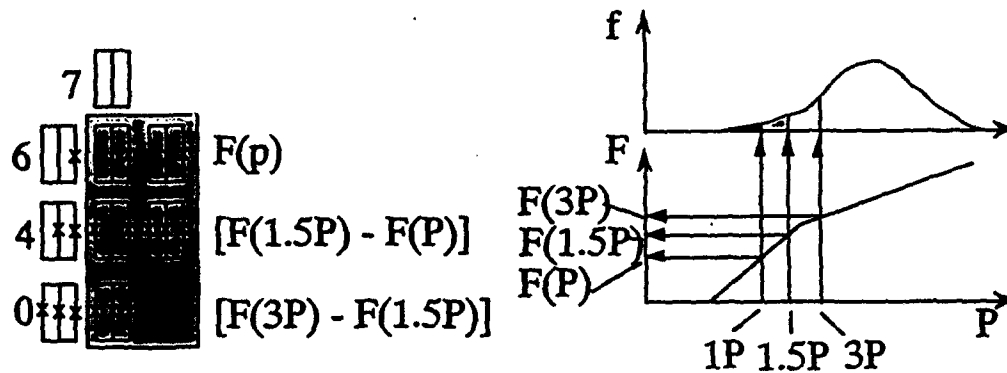 7
6 F(p)
4 [F(1.5P) - F(P)]
0 [F(3P) - F(1.5P)]
f
F
F(3P)
F(1.5P)
F(P)
P
1P 1.5P 3P